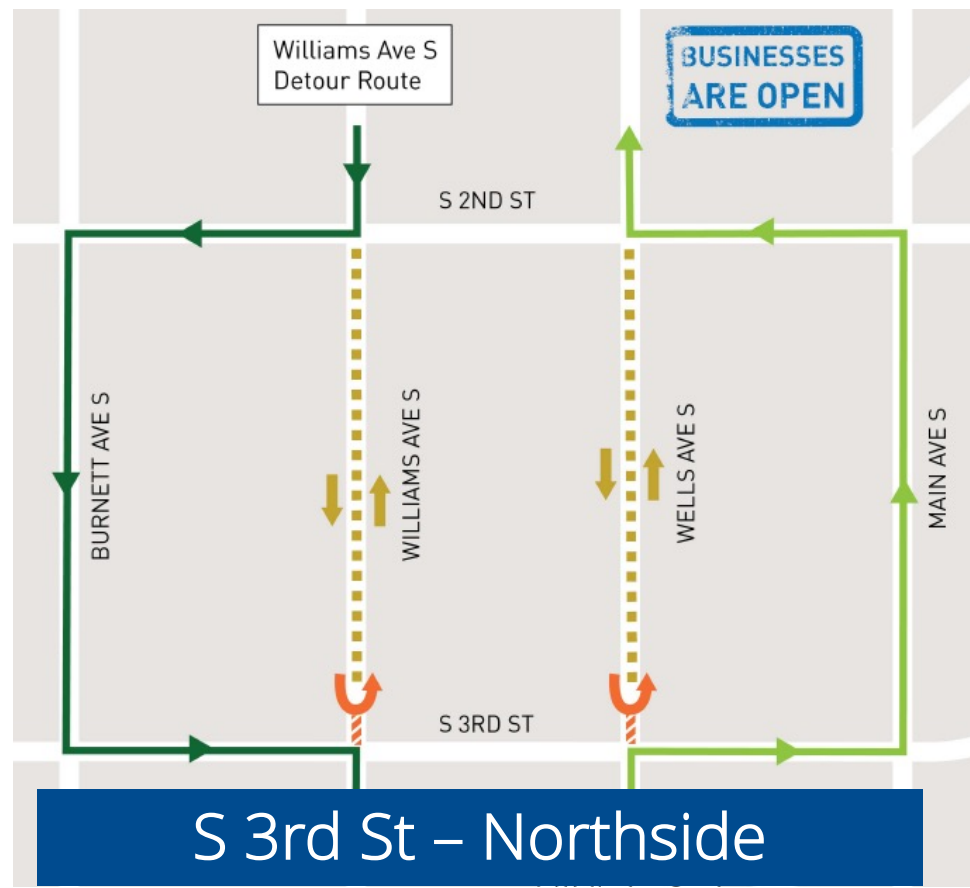 Williams Ave S
Detour Route
BUSINESSES
ARE OPEN
S 2ND ST
BURNETT AVE S
WILLIAMS AVE S
WELLS AVE S
MAIN AVE S
S 3RD ST
S 3rd St – Northside